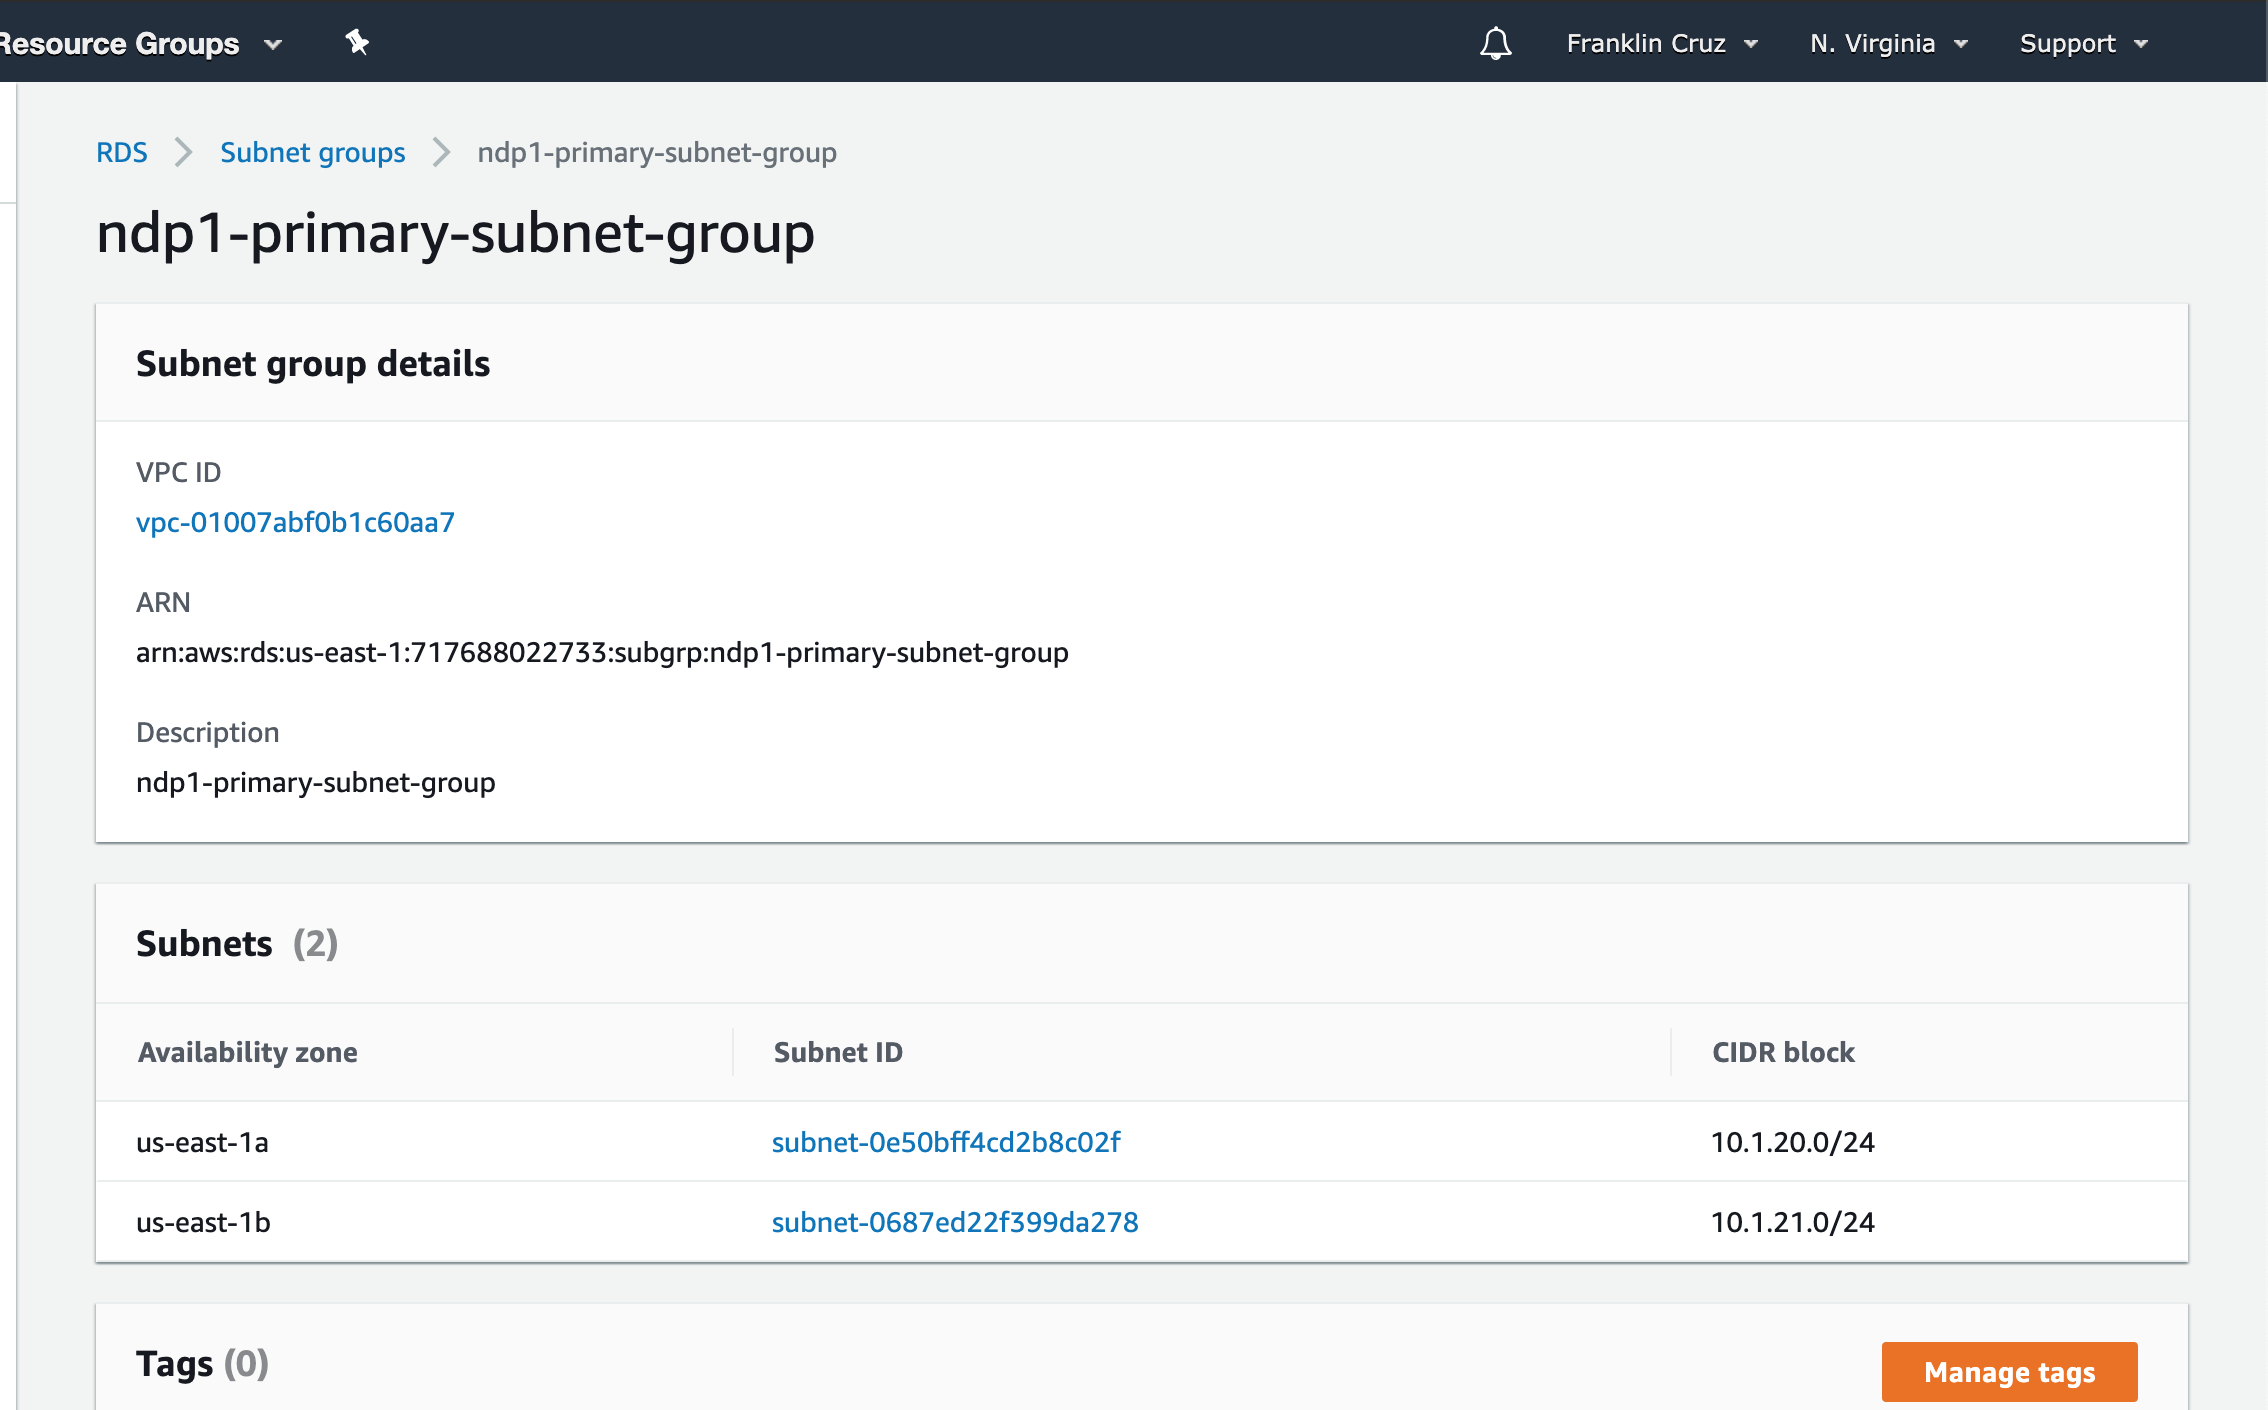 Resource Groups
Franklin Cruz
N. Virginia
Support
RDS
Subnet groups
ndp1-primary-subnet-group
ndp1-primary-subnet-group
Subnet group details
VPC ID
vpc-01007abf0b1c60aa7
ARN
arn:aws:rds:us-east-1:717688022733:subgrp:ndp1-primary-subnet-group
Description
ndp1-primary-subnet-group
Subnets (2)
Availability zone Subnet ID CIDR block
us-east-1a subnet-0e50bff4cd2b8c02f 10.1.20.0/24
us-east-1b subnet-0687ed22f399da278 10.1.21.0/24
Tags (0)
Manage tags